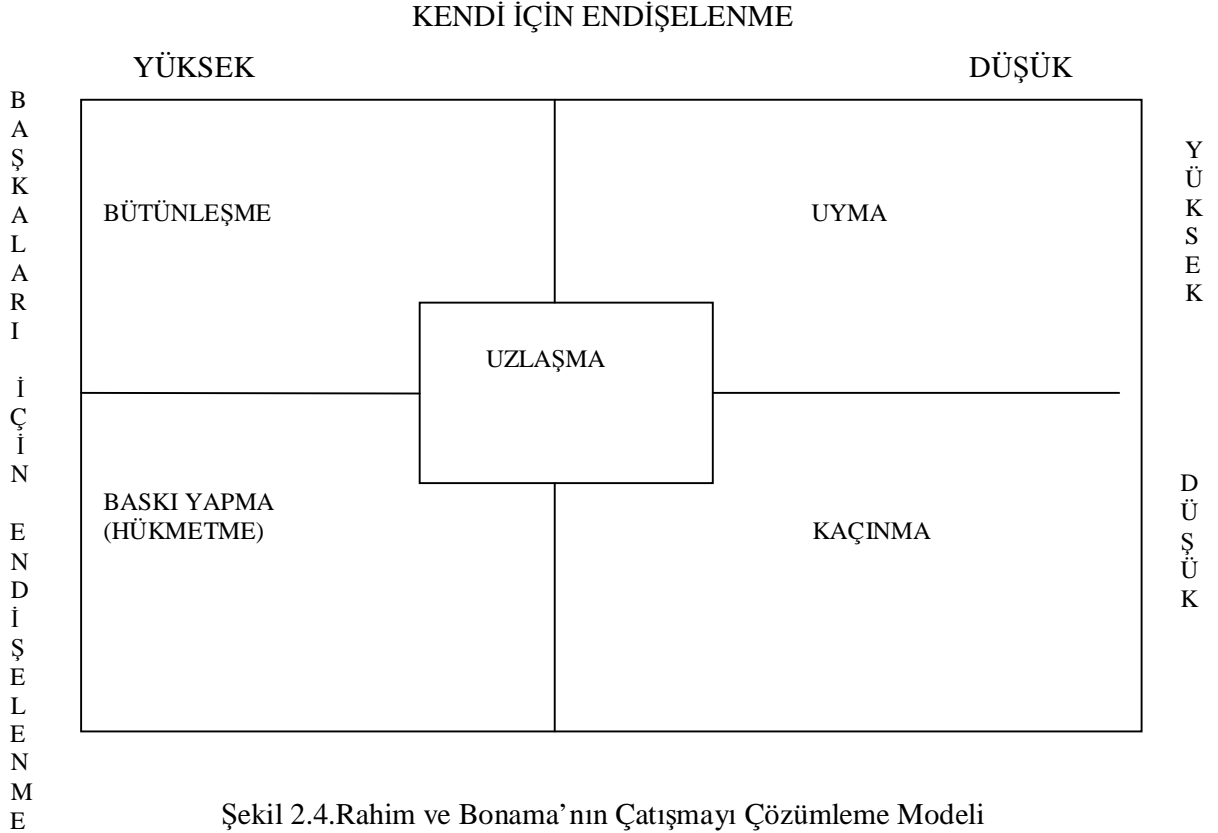 KENDİ İÇİN ENDİŞELENME
YÜKSEK DÜŞÜK
BAŞKALARI İÇİN ENDİŞELENME
YÜKSEK
BÜTÜNLEŞME UYMA
UZLAŞMA
BASKI YAPMA
(HÜKMETME) KAÇINMA
DÜŞÜK
Şekil 2.4.Rahim ve Bonama’nın Çatışmayı Çözümleme Modeli